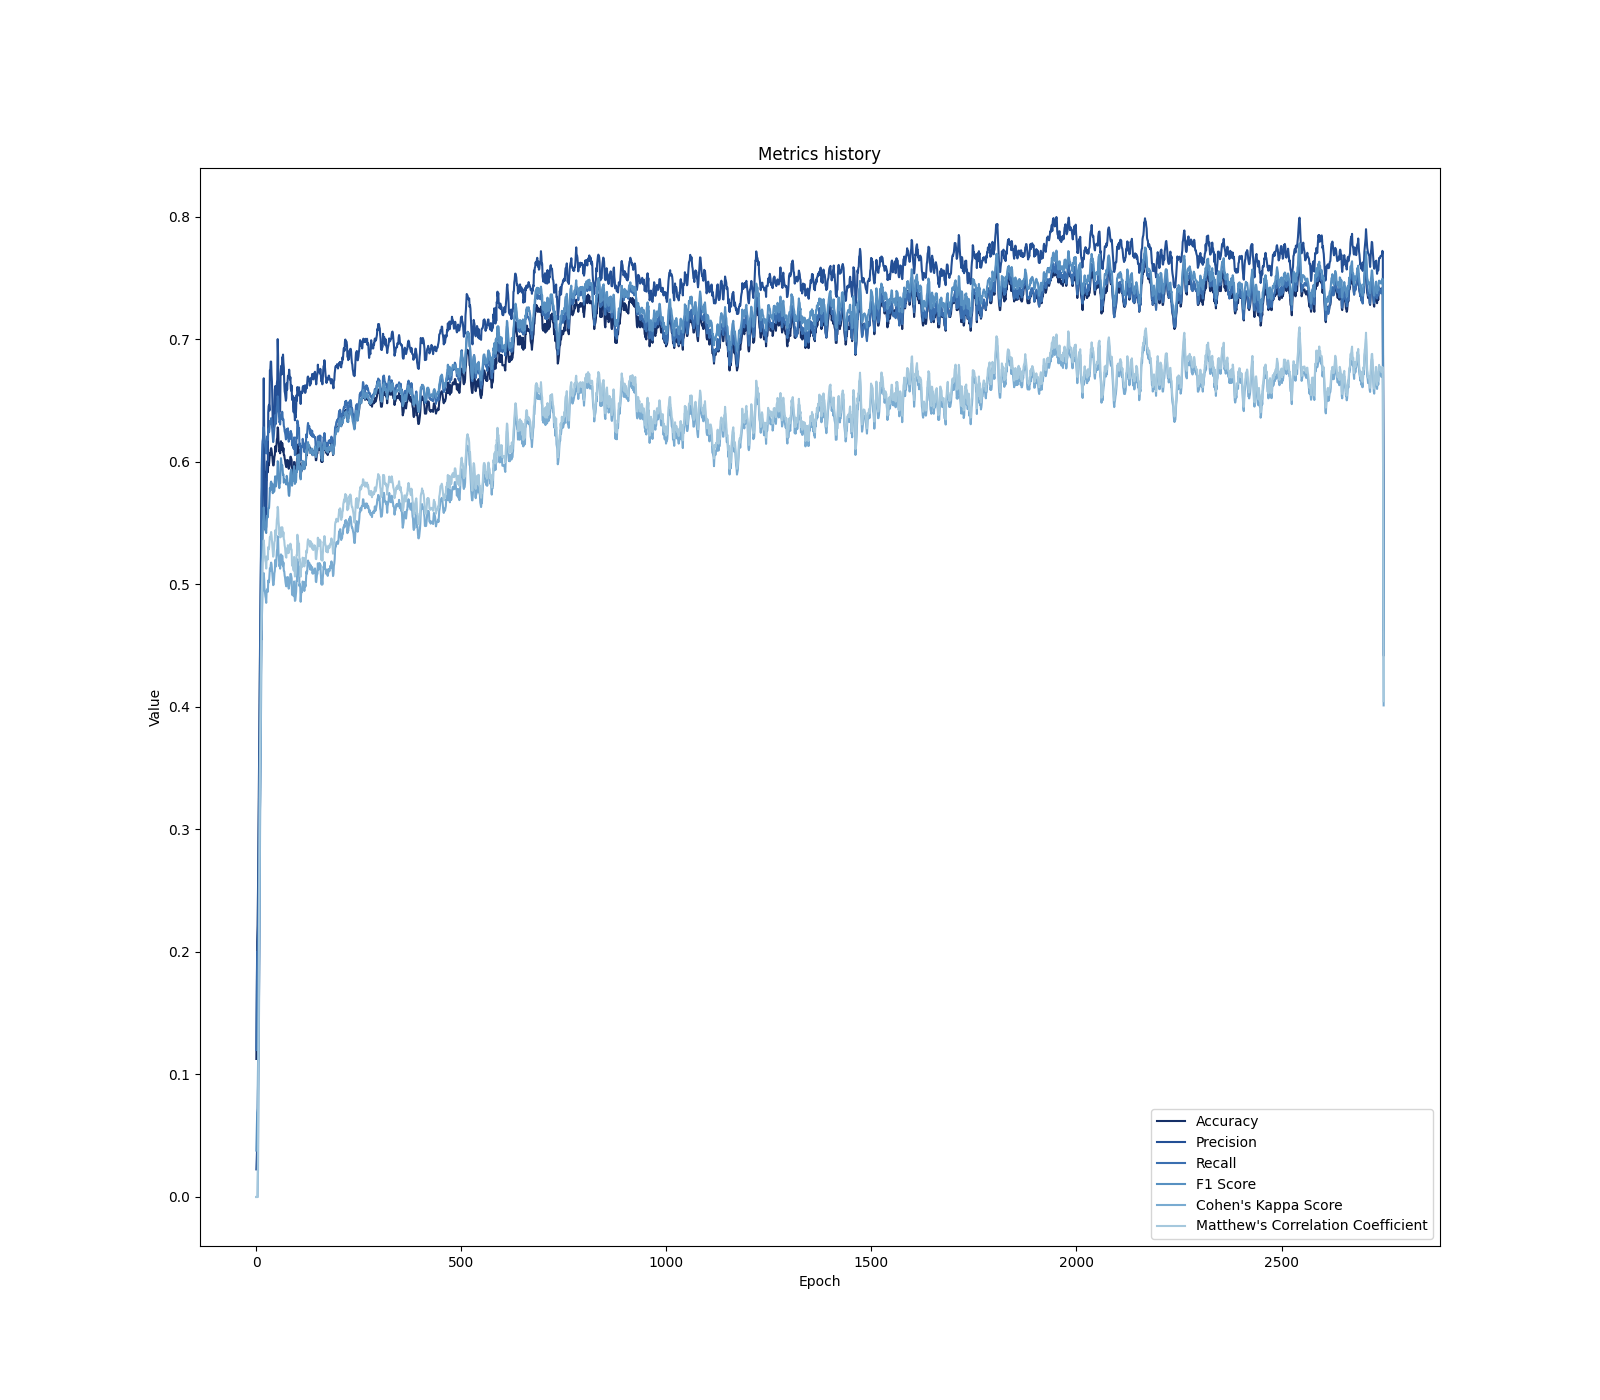 Metrics history
0.8
0.7
0.6
0.5
0.4
0.3
0.2
0.1
0.0
Value
0 500 1000 1500 2000 2500
Epoch
Accuracy
Precision
Recall
F1 Score
Cohen's Kappa Score
Matthew's Correlation Coefficient